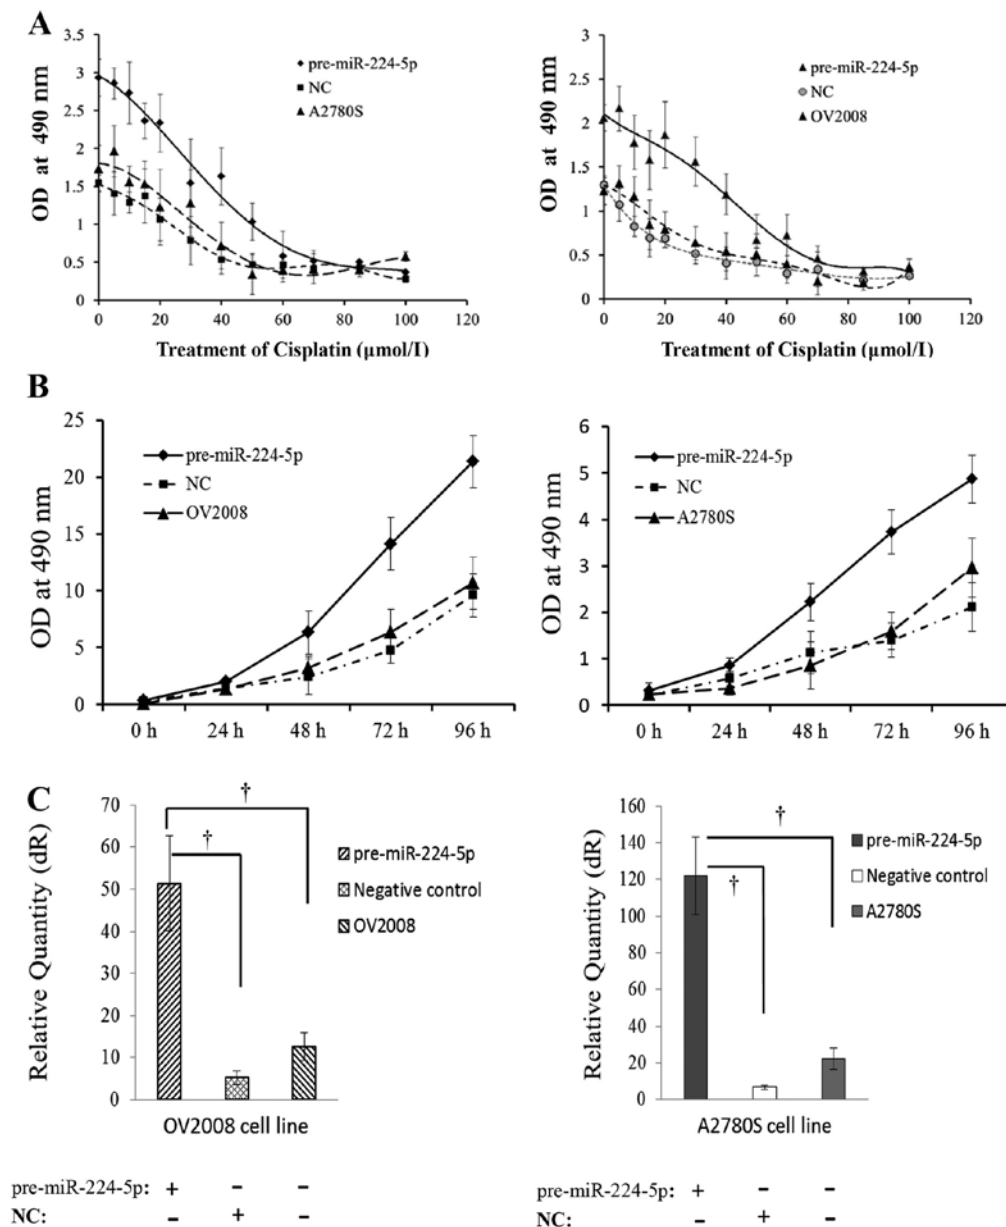 A
3.5
3
2.5
2
1.5
1
0.5
0
OD at 490 nm
pre-miR-224-5p
NC
A2780S
0 20 40 60 80 100 120
Treatment of Cisplatin (µmol/l)
3
2.5
2
1.5
1
0.5
0
OD at 490 nm
pre-miR-224-5p
NC
OV2008
0 20 40 60 80 100 120
Treatment of Cisplatin (µmol/l)
B
25
20
15
10
5
0
OD at 490 nm
pre-miR-224-5p
NC
OV2008
0 h 24 h 48 h 72 h 96 h
6
5
4
3
2
1
0
OD at 490 nm
pre-miR-224-5p
NC
A2780S
0 h 24 h 48 h 72 h 96 h
C
70
60
50
40
30
20
10
0
Relative Quantity (dR)
†
†
pre-miR-224-5p
Negative control
OV2008
OV2008 cell line
pre-miR-224-5p: + - -
NC: - + -
160
140
120
100
80
60
40
20
0
Relative Quantity (dR)
†
†
pre-miR-224-5p
Negative control
A2780S
A2780S cell line
pre-miR-224-5p: + - -
NC: - + -